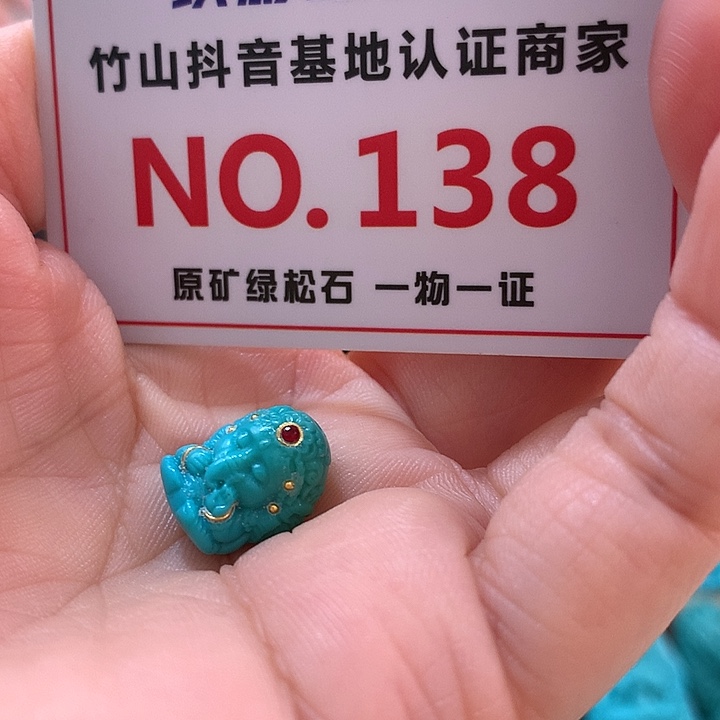 竹山抖音基地认证商家
NO.138
原矿绿松石 一物一证